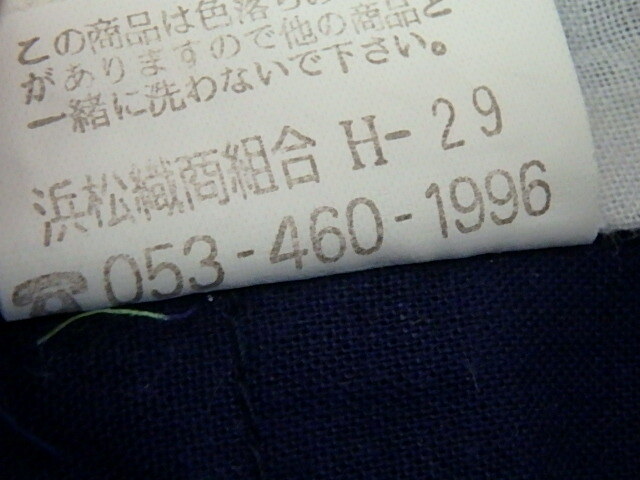 この商品は色落ち
がありますので他の商品と
一緒に洗わないで下さい。
浜松織商組合 H-29
☎053-460-1996